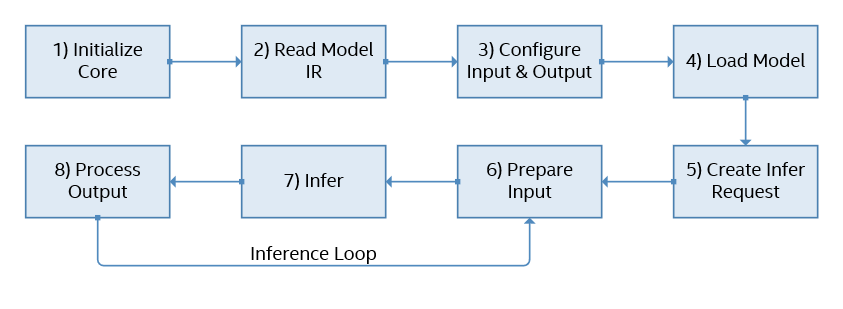 1) Initialize
Core
2) Read Model
IR
3) Configure
Input & Output
4) Load Model
5) Create Infer
Request
6) Prepare
Input
7) Infer
8) Process
Output
Inference Loop